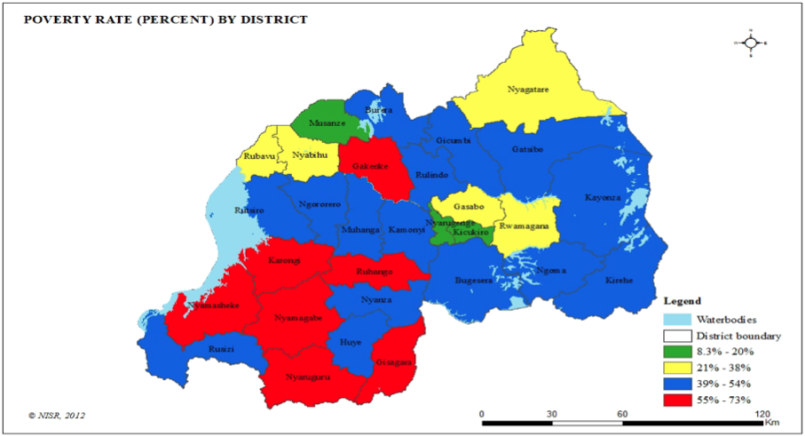 POVERTY RATE (PERCENT) BY DISTRICT
Nyagatare
Burera
Musanze
Gicumbi
Gatsibo
Rubavu
Nyabihu
Gakenke
Rulindo
Kayonza
Rutsiro
Ngororero
Gasabo
Nyarugenge
Kicukiro
Rwamagana
Muhanga
Kamonyi
Karongi
Ruhango
Bugesera
Ngoma
Kirehe
Nyamasheke
Nyanza
Nyamagabe
Rusizi
Huye
Gisagara
Nyaruguru
Legend
Waterbodies
District boundary
8.3% - 20%
21% - 38%
39% - 54%
55% - 73%
© NISR, 2012
0 30 60 120
Km